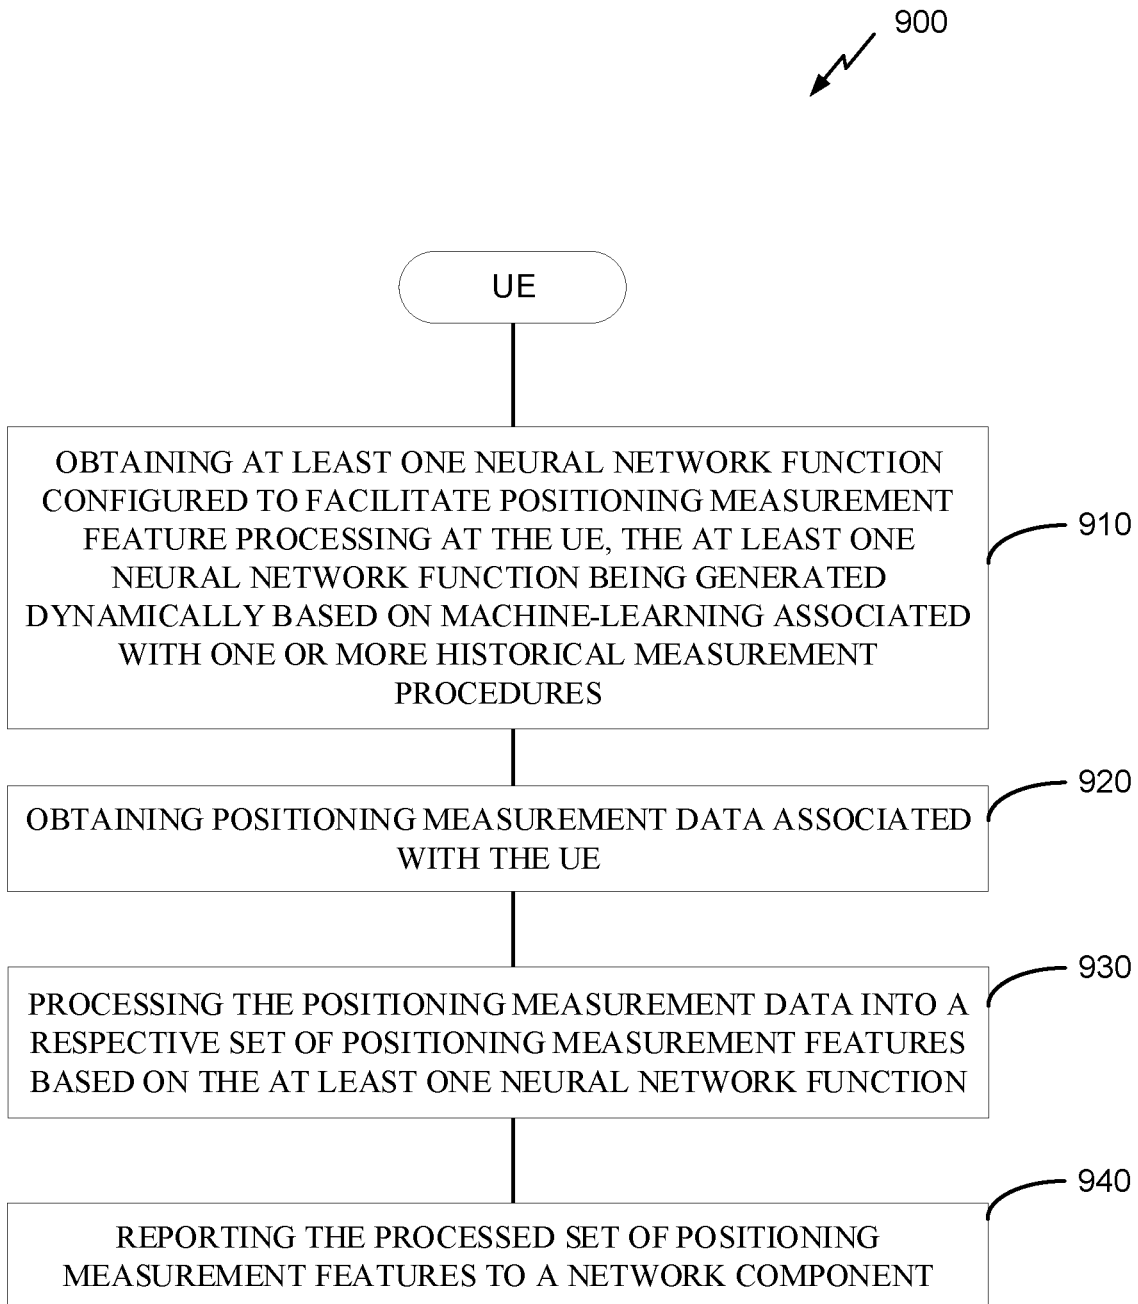 900
UE
OBTAINING AT LEAST ONE NEURAL NETWORK FUNCTION
CONFIGURED TO FACILITATE POSITIONING MEASUREMENT
FEATURE PROCESSING AT THE UE, THE AT LEAST ONE
NEURAL NETWORK FUNCTION BEING GENERATED
DYNAMICALLY BASED ON MACHINE-LEARNING ASSOCIATED
WITH ONE OR MORE HISTORICAL MEASUREMENT
PROCEDURES
910
OBTAINING POSITIONING MEASUREMENT DATA ASSOCIATED
WITH THE UE
920
PROCESSING THE POSITIONING MEASUREMENT DATA INTO A
RESPECTIVE SET OF POSITIONING MEASUREMENT FEATURES
BASED ON THE AT LEAST ONE NEURAL NETWORK FUNCTION
930
REPORTING THE PROCESSED SET OF POSITIONING
MEASUREMENT FEATURES TO A NETWORK COMPONENT
940